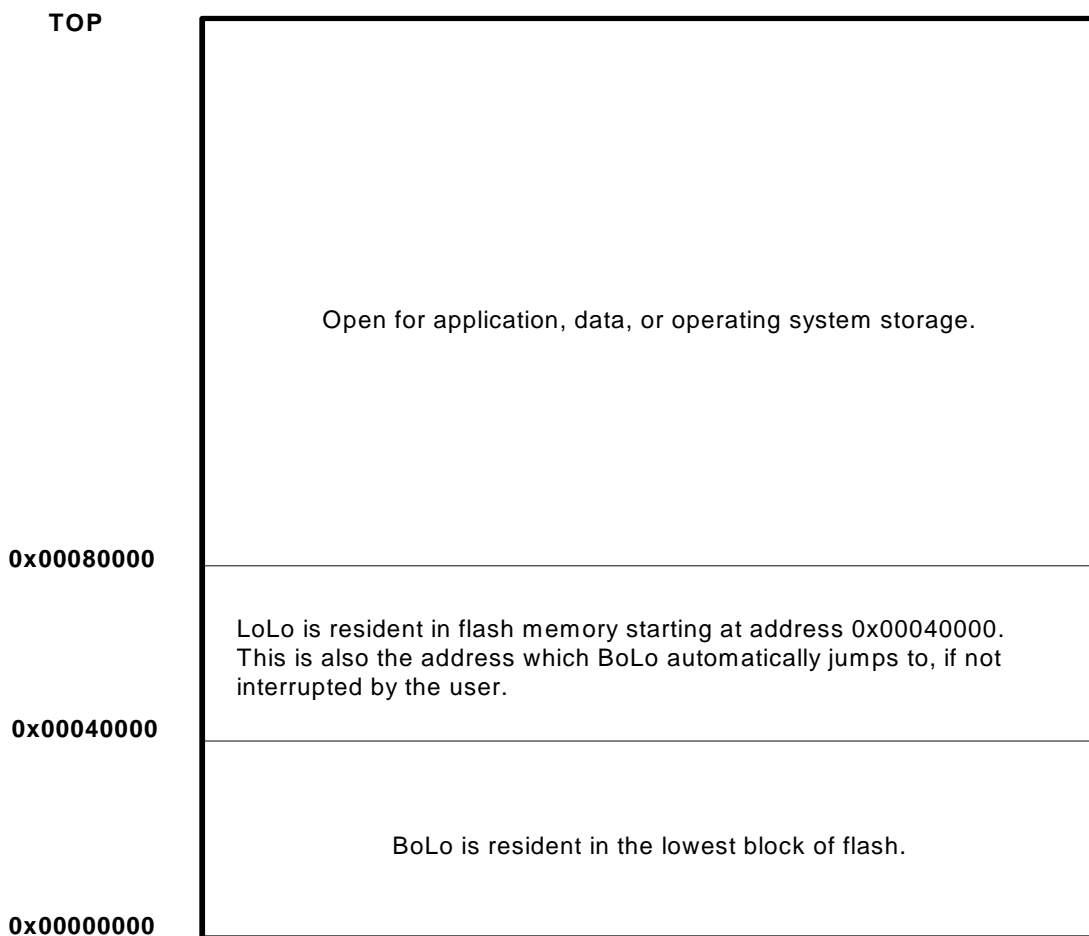 TOP
Open for application, data, or operating system storage.
0x00080000
LoLo is resident in flash memory starting at address 0x00040000.
This is also the address which BoLo automatically jumps to, if not
interrupted by the user.
0x00040000
BoLo is resident in the lowest block of flash.
0x00000000